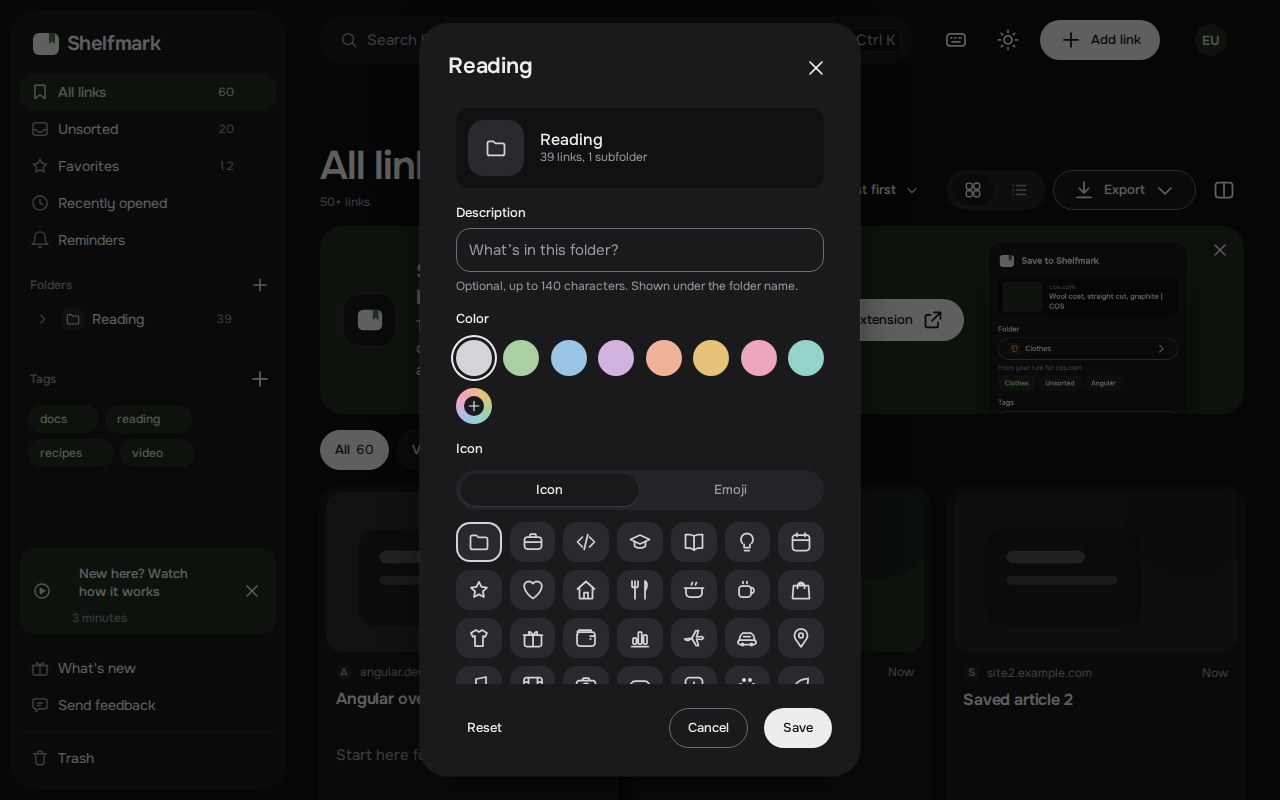 Shelfmark
All links 60
Unsorted 20
Favorites 12
Recently opened
Reminders
Folders
Reading 39
Tags
docs
reading
recipes
video
New here? Watch
how it works
3 minutes
What's new
Send feedback
Trash
Search
Ctrl K
Add link
EU
All lin
50+ links
st first
Export
xtension
Save to Shelfmark
cos.com
Wool coat, straight cut, graphite |
COS
Folder
Clothes
From your rule for cos.com
Clothes
Unsorted
Angular
Tags
All 60
A angular.de
Now
Angular ove
Start here fo
S site2.example.com
Now
Saved article 2
Reading
Reading
39 links, 1 subfolder
Description
What's in this folder?
Optional, up to 140 characters. Shown under the folder name.
Color
Icon
Icon
Emoji
Reset
Cancel
Save